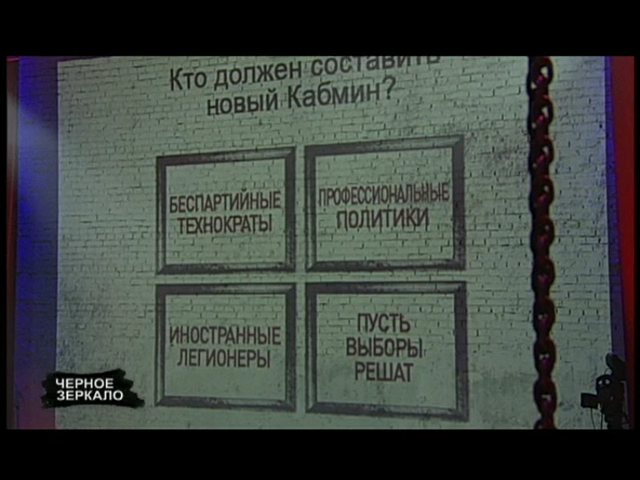 Кто должен составить
новый Кабмин?
БЕСПАРТИЙНЫЕ
ТЕХНОКРАТЫ
ПРОФЕССИОНАЛЬНЫЕ
ПОЛИТИКИ
ИНОСТРАННЫЕ
ЛЕГИОНЕРЫ
ПУСТЬ
ВЫБОРЫ
РЕШАТ
ЧЕРНОЕ
ЗЕРКАЛО